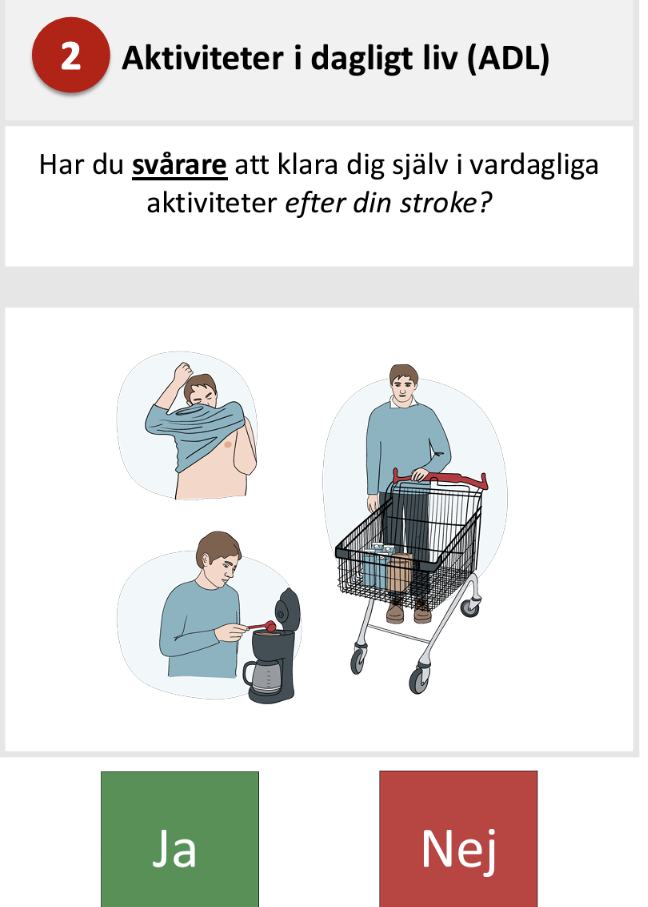 2 Aktiviteter i dagligt liv (ADL)
Har du svårare att klara dig själv i vardagliga
aktiviteter efter din stroke?
Ja Nej